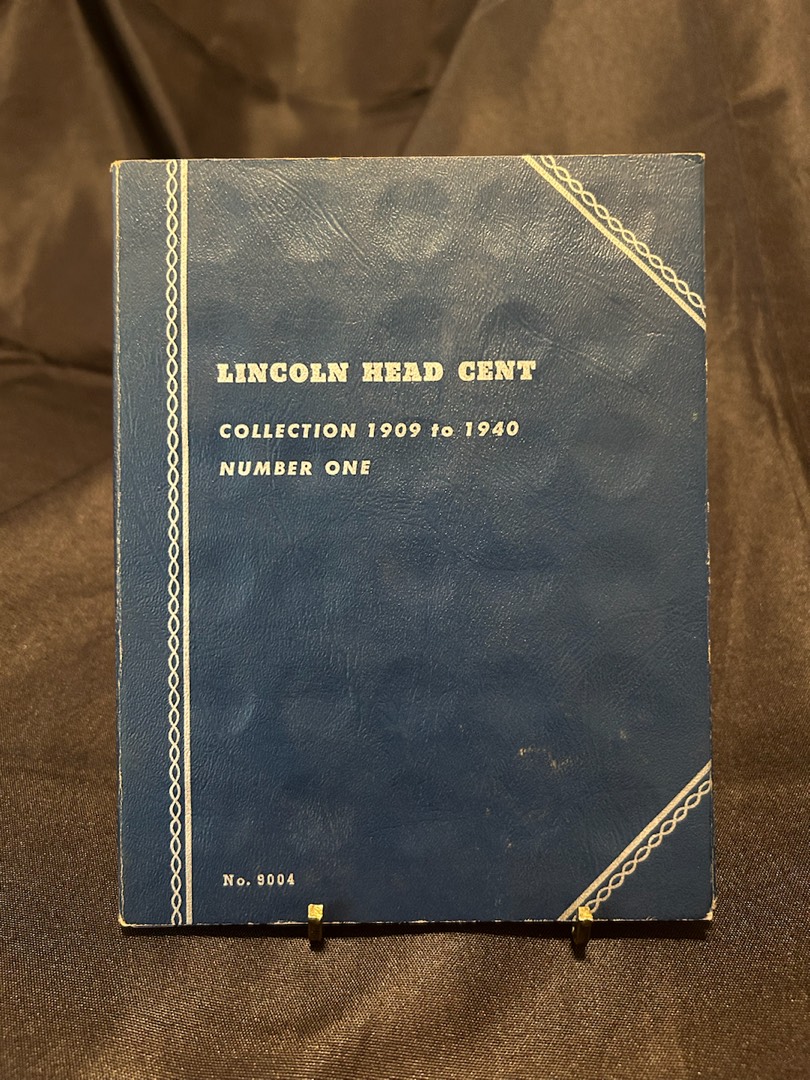 LINCOLN HEAD CENT
COLLECTION 1909 to 1940
NUMBER ONE
No. 9004